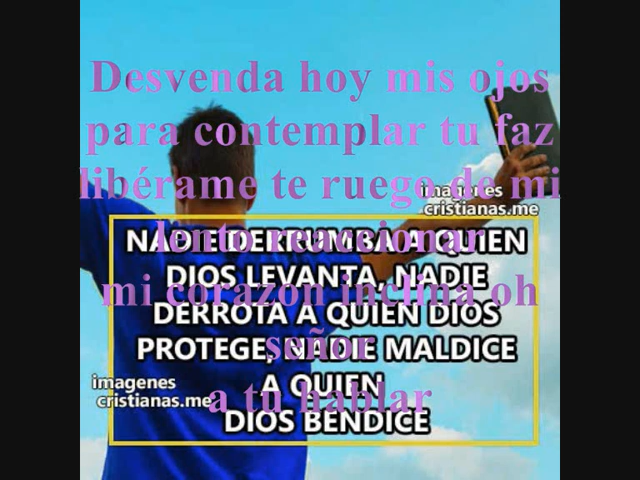 Desvenda hoy mis ojos
para contemplar tu faz
libérame te ruego de mi
lento reaccionar
mi corazon inclina oh
señor
a tu hablar
imagenes
cristianas.me
NADIE DERRUMBA A QUIEN
DIOS LEVANTA, NADIE
DERROTA A QUIEN DIOS
PROTEGE, NADIE MALDICE
A QUIEN
DIOS BENDICE
imagenes
cristianas.me